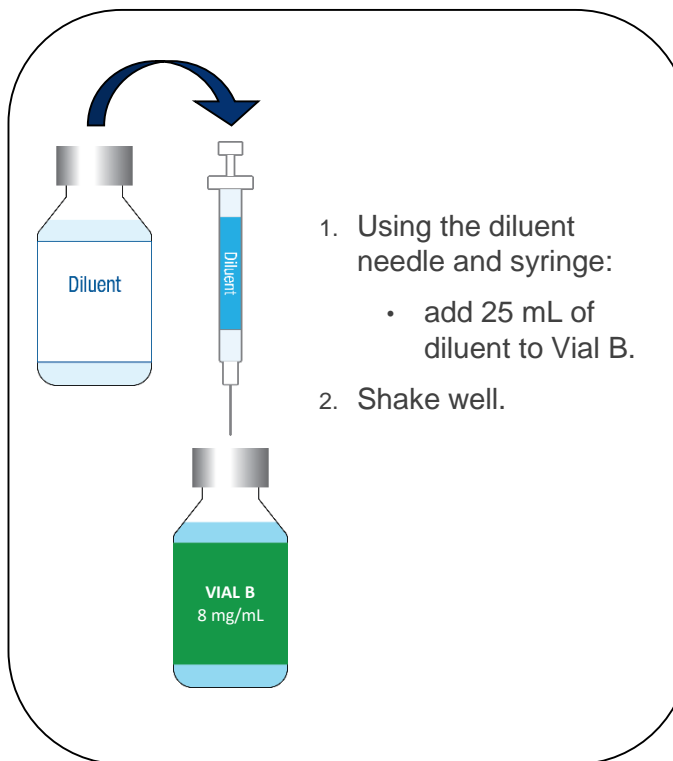 Diluent
Diluent
1. Using the diluent
needle and syringe:
• add 25 mL of
diluent to Vial B.
2. Shake well.
VIAL B
8 mg/mL